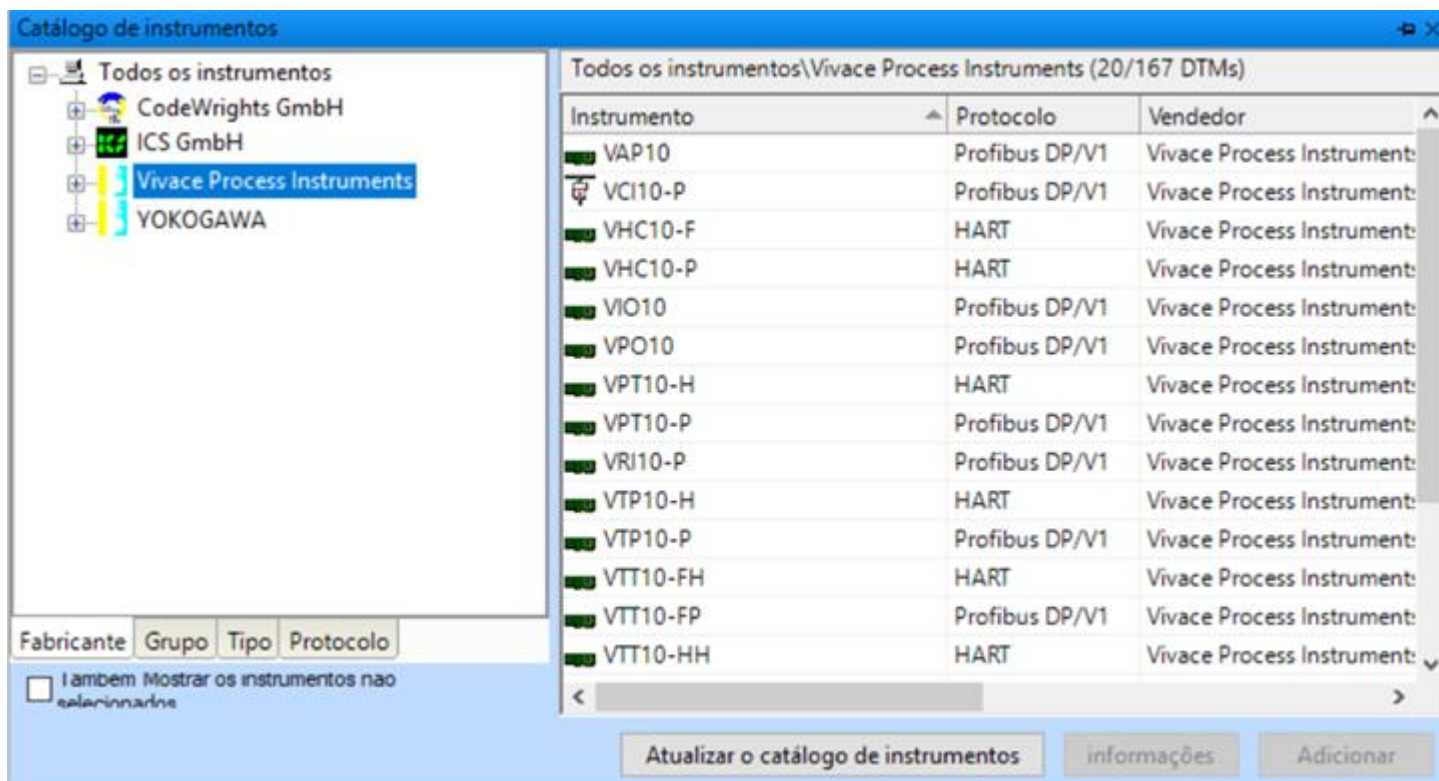 Catálogo de instrumentos
Todos os instrumentos
CodeWrights GmbH
ICS GmbH
Vivace Process Instruments
YOKOGAWA
Fabricante Grupo Tipo Protocolo
Também Mostrar os instrumentos não
selecionados
Todos os instrumentos\Vivace Process Instruments (20/167 DTMs)
Instrumento Protocolo Vendedor
VAP10 Profibus DP/V1 Vivace Process Instruments
VCI10-P Profibus DP/V1 Vivace Process Instruments
VHC10-F HART Vivace Process Instruments
VHC10-P HART Vivace Process Instruments
VIO10 Profibus DP/V1 Vivace Process Instruments
VPO10 Profibus DP/V1 Vivace Process Instruments
VPT10-H HART Vivace Process Instruments
VPT10-P Profibus DP/V1 Vivace Process Instruments
VRI10-P Profibus DP/V1 Vivace Process Instruments
VTP10-H HART Vivace Process Instruments
VTP10-P Profibus DP/V1 Vivace Process Instruments
VTT10-FH HART Vivace Process Instruments
VTT10-FP Profibus DP/V1 Vivace Process Instruments
VTT10-HH HART Vivace Process Instruments
Atualizar o catálogo de instrumentos informações Adicionar